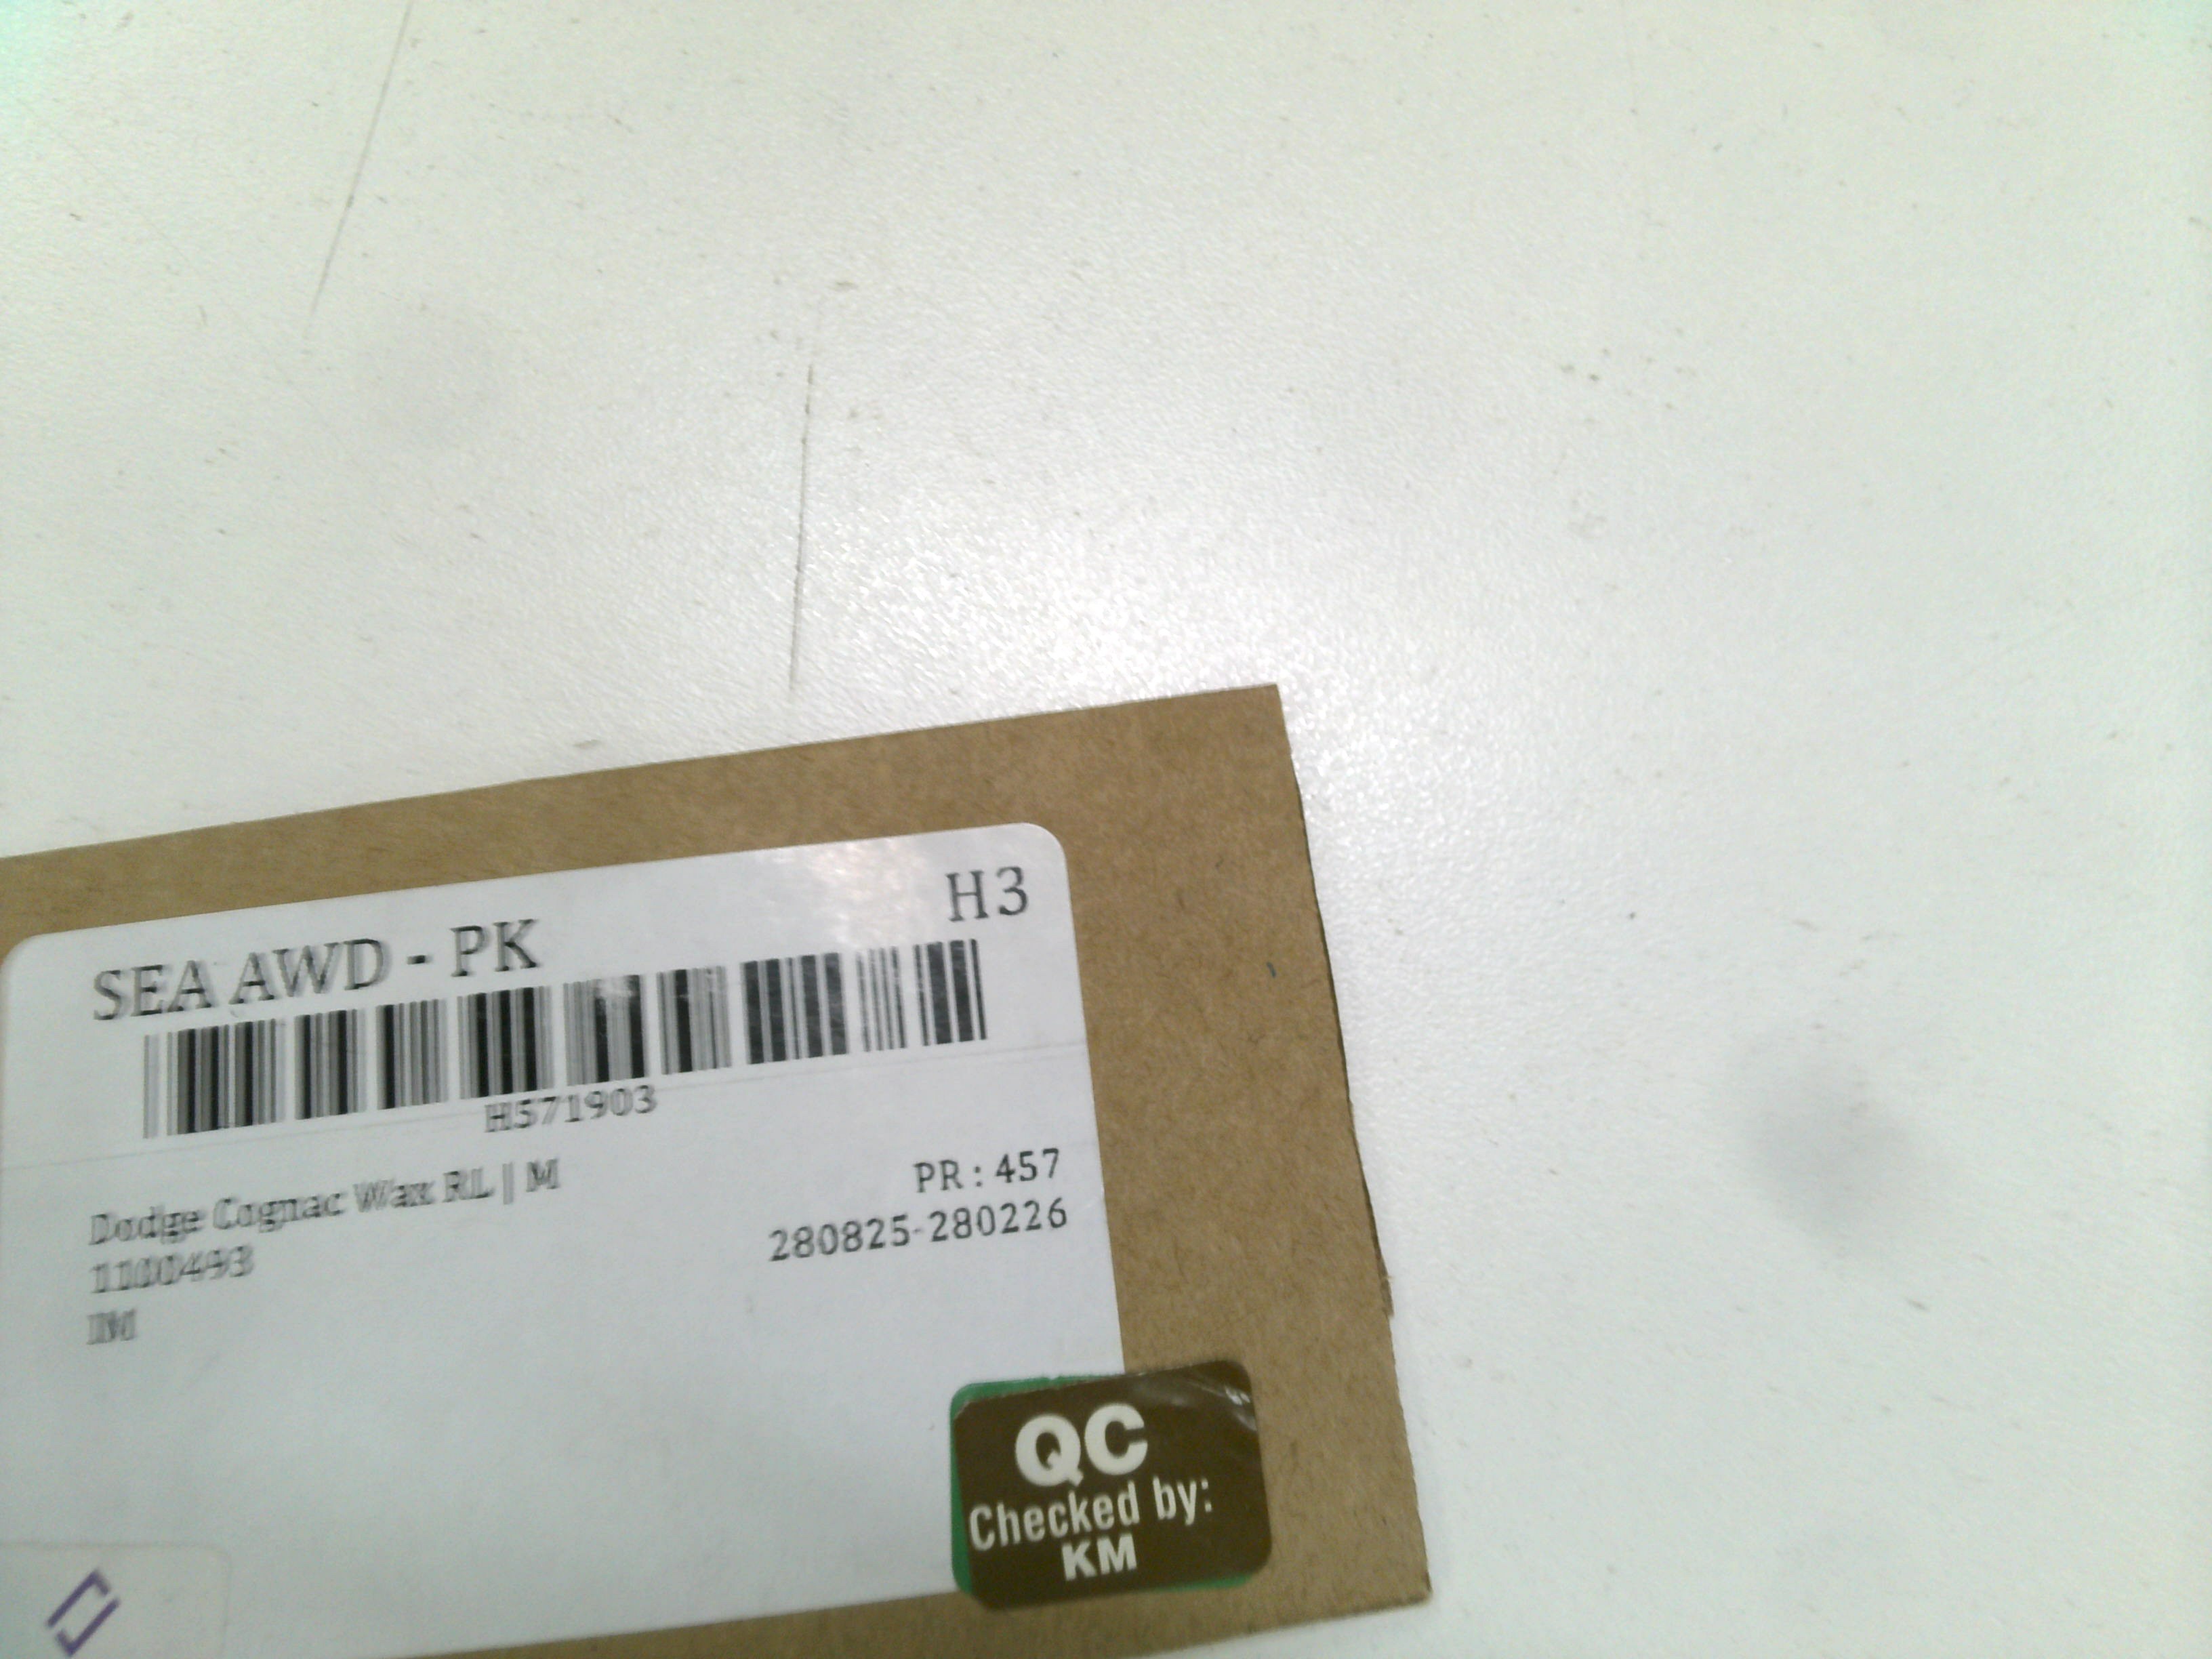 SEA AWD - PK
H3
H571903
Dodge Cognac Wax RL | M
1100493
IM
PR : 457
280825-280226
QC
Checked by:
KM